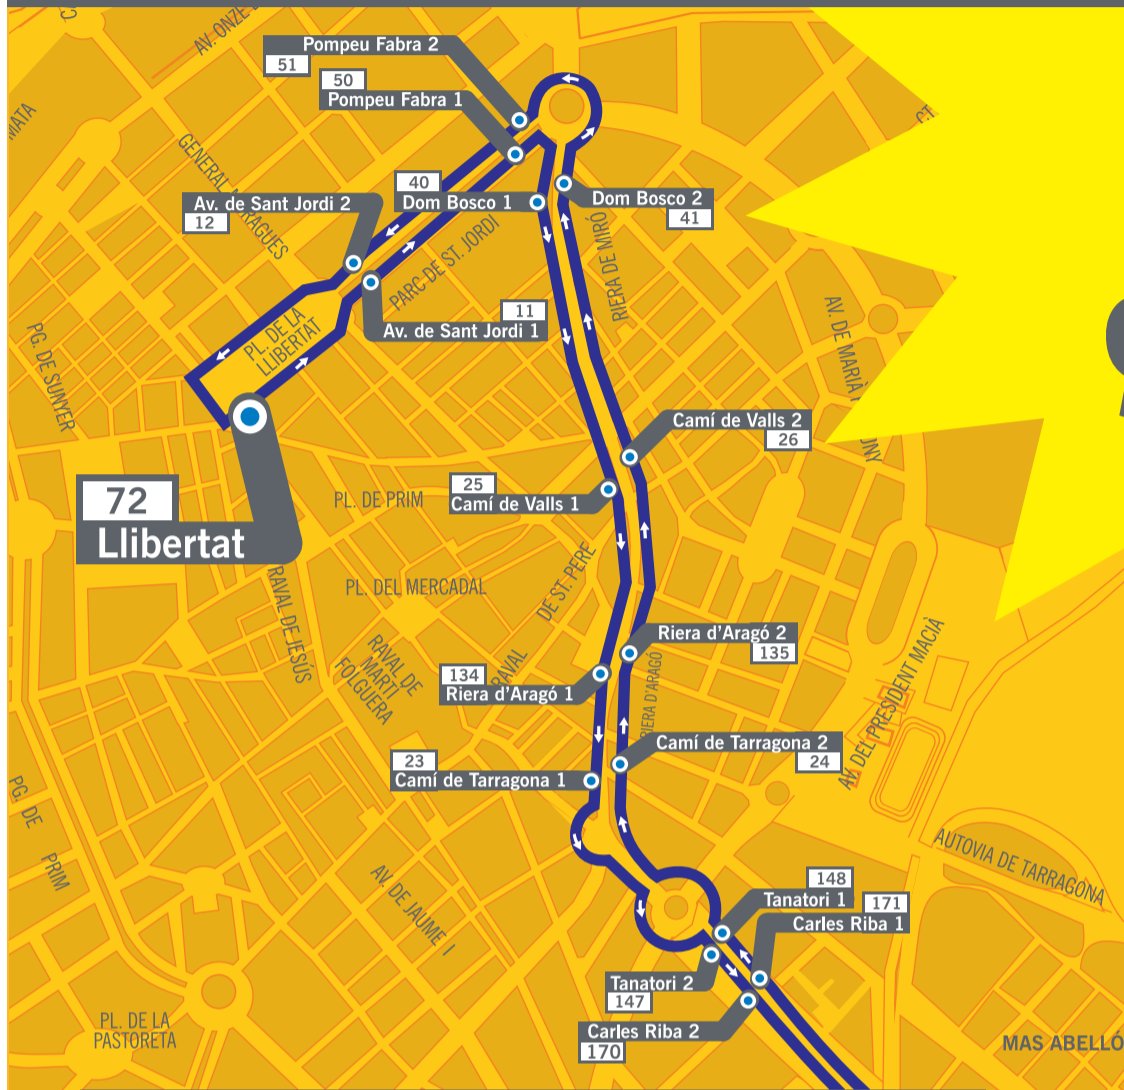 Pompeu Fabra 2
51
50
Pompeu Fabra 1
MATA
GENERAL
Av. de Sant Jordi 2
12
40
Dom Bosco 1
Dom Bosco 2
41
PARC DE ST. JORDI
RIERA DE MIRÓ
11
Av. de Sant Jordi 1
PL. DE LA
LLIBERTAT
PG. DE SUNYER
AV. DE MARIÀ
Camí de Valls 2
26
72
Llibertat
25
Camí de Valls 1
PL. DE PRIM
PL. DEL MERCADAL
DE ST. PERE
RAVAL
RAVAL DE JESÚS
RAVAL DE
MARTÍ
FOLGUERA
Riera d'Aragó 2
135
134
Riera d'Aragó 1
RIERA D'ARAGÓ
AV. DEL PRESIDENT MACIÀ
Camí de Tarragona 2
24
23
Camí de Tarragona 1
PG. DE
PRIM
AV. DE JAUME I
AUTOVIA DE TARRAGONA
148
Tanatori 1
171
Carles Riba 1
Tanatori 2
147
Carles Riba 2
170
PL. DE LA
PASTORETA
MAS ABELLÓ